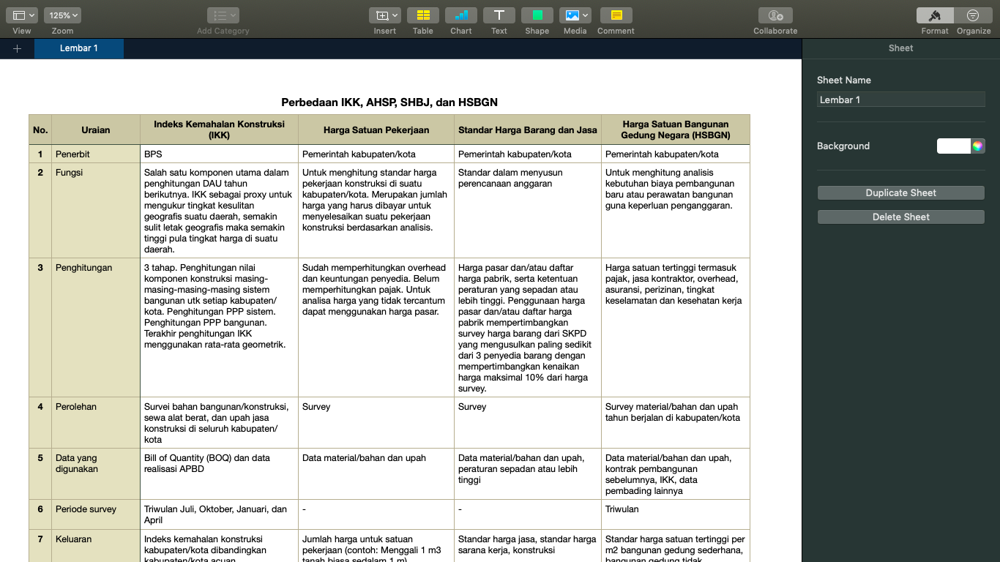 View
Zoom
125%
Add Category
Insert
Table
Chart
Text
Shape
Media
Comment
Collaborate
Format
Organize
Lembar 1
Sheet
Sheet Name
Lembar 1
Background
Duplicate Sheet
Delete Sheet
Perbedaan IKK, AHSP, SHBJ, dan HSBGN
No.
Uraian
Indeks Kemahalan Konstruksi
(IKK)
Harga Satuan Pekerjaan
Standar Harga Barang dan Jasa
Harga Satuan Bangunan
Gedung Negara (HSBGN)
1
Penerbit
BPS
Pemerintah kabupaten/kota
Pemerintah kabupaten/kota
Pemerintah kabupaten/kota
2
Fungsi
Salah satu komponen utama dalam
penghitungan DAU tahun
berikutnya. IKK sebagai proxy untuk
mengukur tingkat kesulitan
geografis suatu daerah, semakin
sulit letak geografis maka semakin
tinggi pula tingkat harga di suatu
daerah.
Untuk menghitung standar harga
pekerjaan konstruksi di suatu
kabupaten/kota. Merupakan jumlah
harga yang harus dibayar untuk
menyelesaikan suatu pekerjaan
konstruksi berdasarkan analisis.
Standar dalam menyusun
perencanaan anggaran
Untuk menghitung analisis
kebutuhan biaya pembangunan
baru atau perawatan bangunan
guna keperluan penganggaran.
3
Penghitungan
3 tahap. Penghitungan nilai
komponen konstruksi masing-
masing-masing-masing sistem
bangunan utk setiap kabupaten/
kota. Penghitungan PPP sistem.
Penghitungan PPP bangunan.
Terakhir penghitungan IKK
menggunakan rata-rata geometrik.
Sudah memperhitungkan overhead
dan keuntungan penyedia. Belum
memperhitungkan pajak. Untuk
analisa harga yang tidak tercantum
dapat menggunakan harga pasar.
Harga pasar dan/atau daftar
harga pabrik, serta ketentuan
peraturan yang sepadan atau
lebih tinggi. Penggunaan harga
pasar dan/atau daftar harga
pabrik mempertimbangkan
survey harga barang dari SKPD
yang mengusulkan paling sedikit
dari 3 penyedia barang dengan
mempertimbangkan kenaikan
harga maksimal 10% dari harga
survey.
Harga satuan tertinggi termasuk
pajak, jasa kontraktor, overhead,
asuransi, perizinan, tingkat
keselamatan dan kesehatan kerja
4
Perolehan
Survei bahan bangunan/konstruksi,
sewa alat berat, dan upah jasa
konstruksi di seluruh kabupaten/
kota
Survey
Survey
Survey material/bahan dan upah
tahun berjalan di kabupaten/kota
5
Data yang
digunakan
Bill of Quantity (BOQ) dan data
realisasi APBD
Data material/bahan dan upah
Data material/bahan dan upah,
peraturan sepadan atau lebih
tinggi
Data material/bahan dan upah,
kontrak pembangunan
sebelumnya, IKK, data
pembading lainnya
6
Periode survey
Triwulan Juli, Oktober, Januari, dan
April
-
-
Triwulan
7
Keluaran
Indeks kemahalan konstruksi
kabupaten/kota dibandingkan
kabupaten/kota acuan
Jumlah harga untuk satuan
pekerjaan (contoh: Menggali 1 m3
tanah biasa sedalam 1 m)
Standar harga jasa, standar harga
sarana kerja, konstruksi
Standar harga satuan tertinggi per
m2 bangunan gedung sederhana,
bangunan gedung tidak